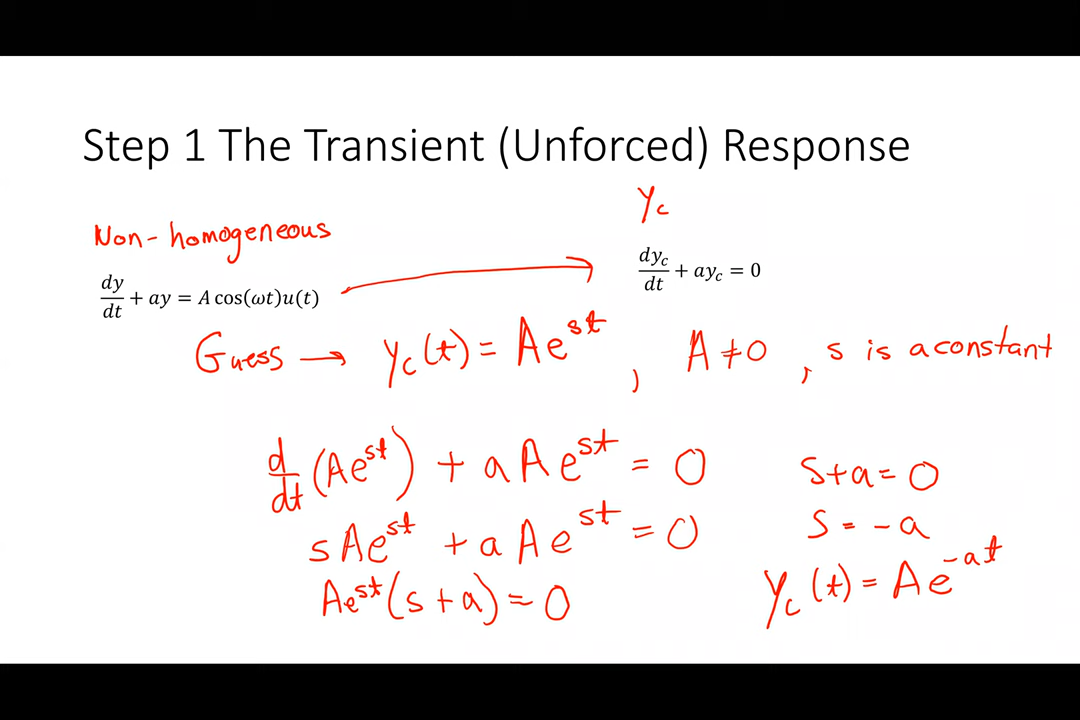 Step 1 The Transient (Unforced) Response
Non-homogeneous
y_c
dy/dt + ay = A cos(ωt)u(t)
dy_c/dt + ay_c = 0
Guess → y_c(t) = Ae^{st} , A ≠ 0 , s is a constant
d/dt (Ae^{st}) + aAe^{st} = 0
sAe^{st} + aAe^{st} = 0
Ae^{st}(s + a) = 0
s + a = 0
s = -a
y_c(t) = Ae^{-at}